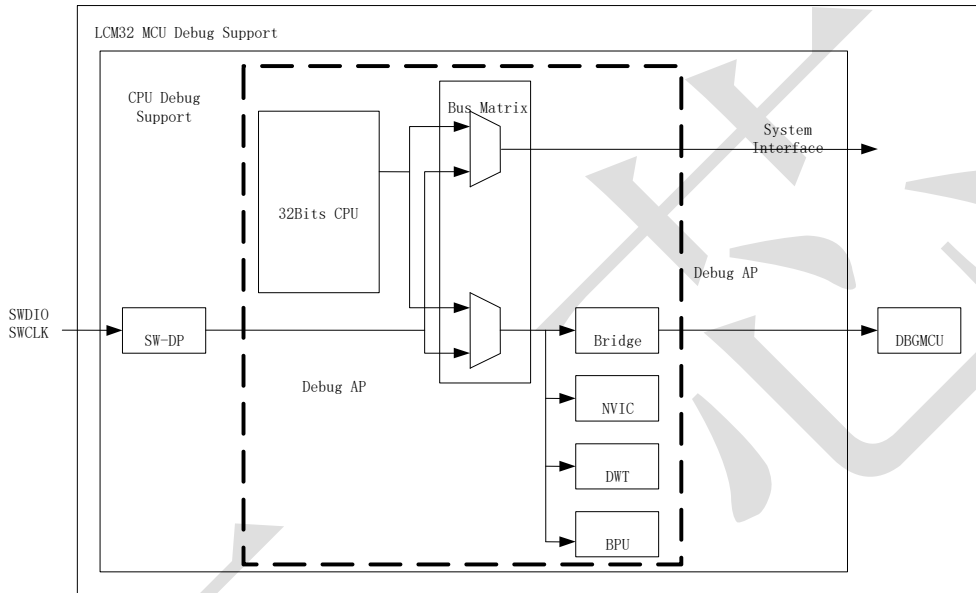 LCM32 MCU Debug Support
CPU Debug
Support
Bus Matrix
System
Interface
32Bits CPU
Debug AP
SWDIO
SWCLK
SW-DP
Bridge
DBGMCU
Debug AP
NVIC
DWT
BPU